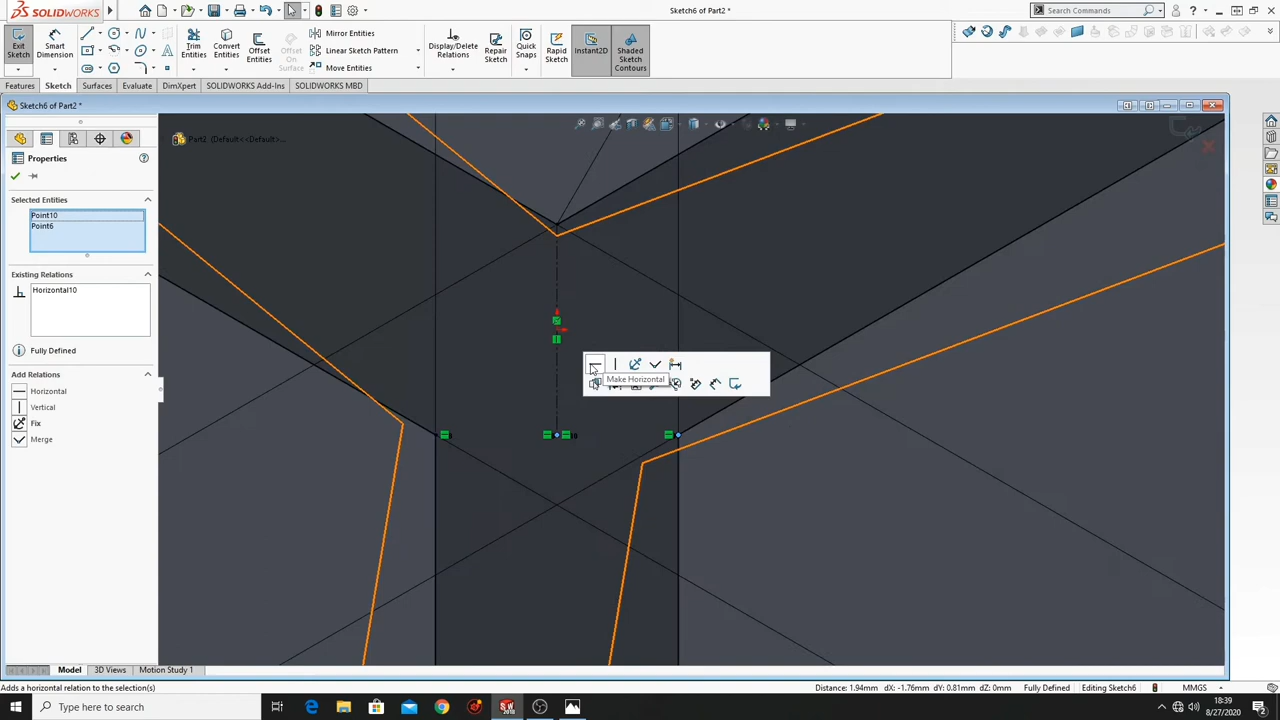 SOLIDWORKS
Sketch6 of Part2 *
Search Commands
Exit Sketch
Smart Dimension
Trim Entities
Convert Entities
Offset Entities
Offset On Surface
Mirror Entities
Linear Sketch Pattern
Move Entities
Display/Delete Relations
Repair Sketch
Quick Snaps
Rapid Sketch
Instant2D
Shaded Sketch Contours
Features
Sketch
Surfaces
Evaluate
DimXpert
SOLIDWORKS Add-Ins
SOLIDWORKS MBD
Sketch6 of Part2 *
Part2 (Default<<Default>...
Properties
Selected Entities
Point10
Point6
Existing Relations
Horizontal10
Fully Defined
Add Relations
Horizontal
Vertical
Fix
Merge
Make Horizontal
Model
3D Views
Motion Study 1
Adds a horizontal relation to the selection(s)
Distance: 1.94mm dX: -1.76mm dY: 0.81mm dZ: 0mm
Fully Defined
Editing Sketch6
MMGS
Type here to search
18:39
8/27/2020